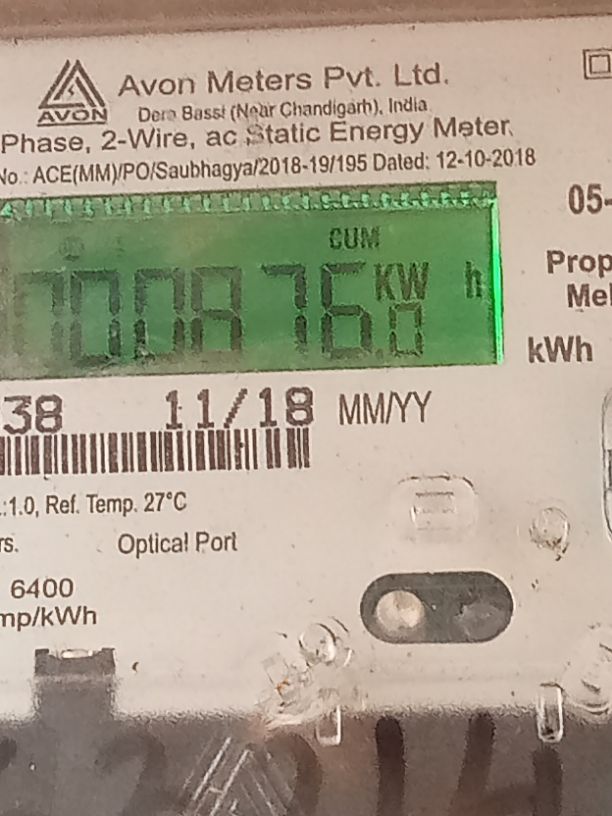 AVON
Avon Meters Pvt. Ltd.
Dera Bassi (Near Chandigarh), India
Phase, 2-Wire, ac Static Energy Meter
No.: ACE(MM)/PO/Saubhagya/2018-19/195 Dated: 12-10-2018
05-
CUM
00876.0 KW h
Prop
Me
kWh
38 11/18 MM/YY
.:1.0, Ref. Temp. 27°C
rs. Optical Port
6400
mp/kWh